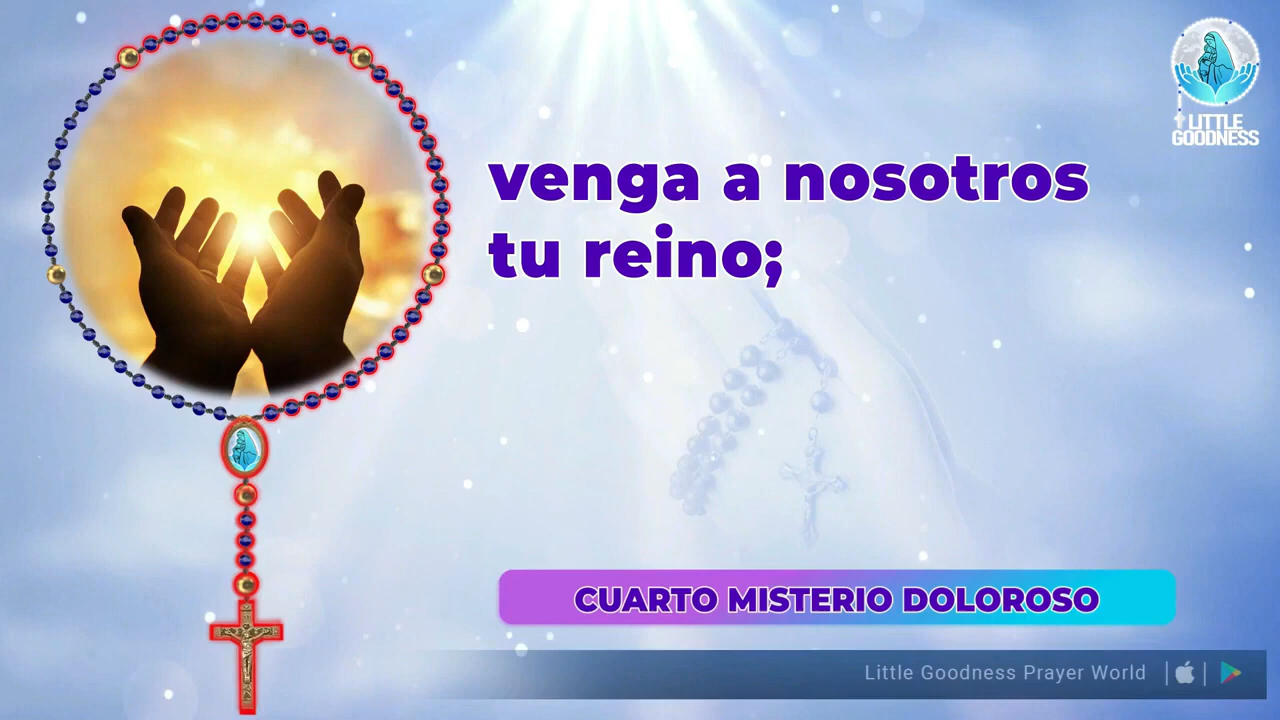 LITTLE
GOODNESS
venga a nosotros
tu reino;
CUARTO MISTERIO DOLOROSO
Little Goodness Prayer World